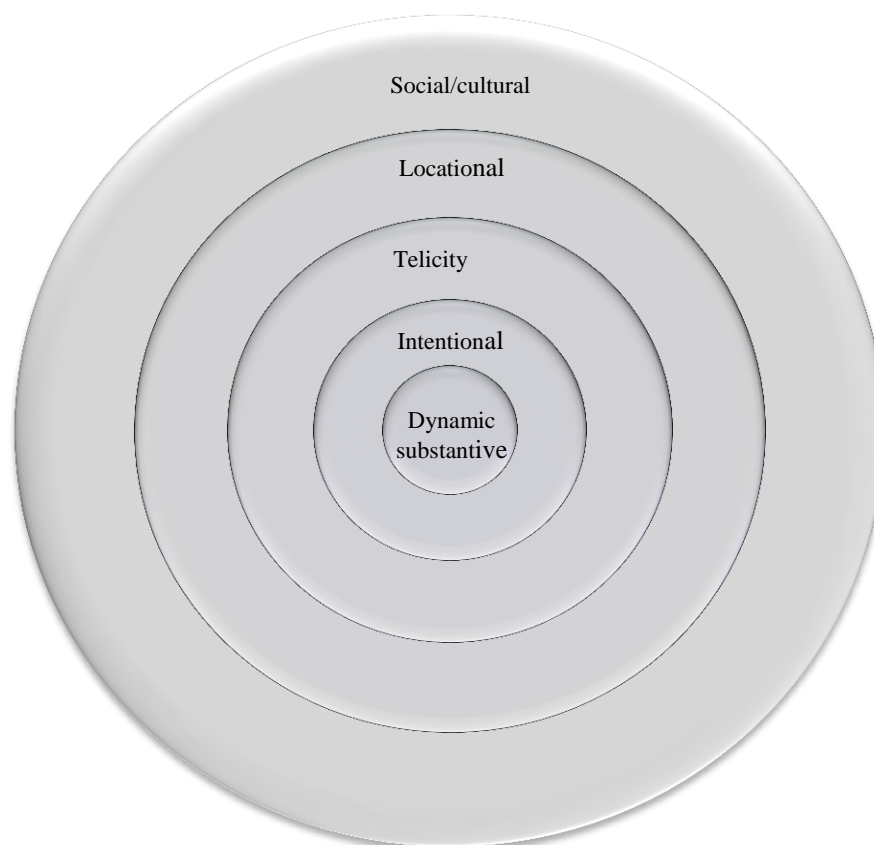 Social/cultural
Locational
Telicity
Intentional
Dynamic
substantive